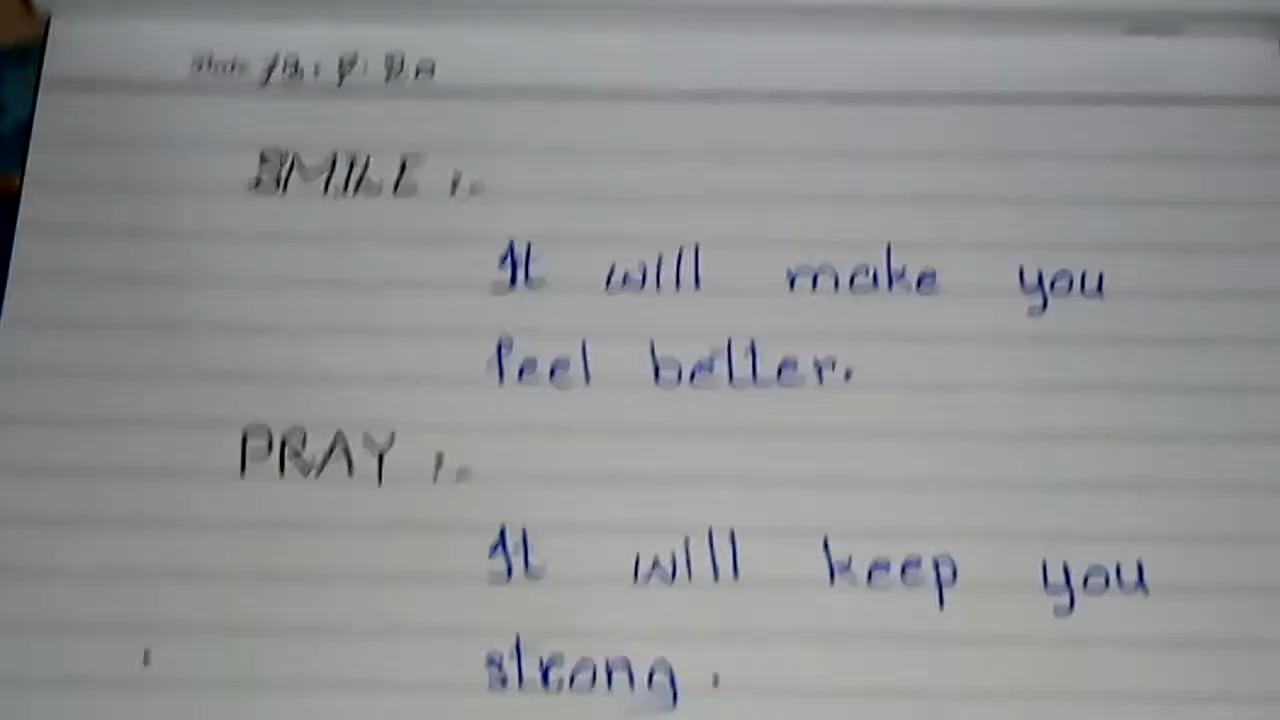 SMILE :-
It will make you
feel better.
PRAY :-
It will keep you
strong.